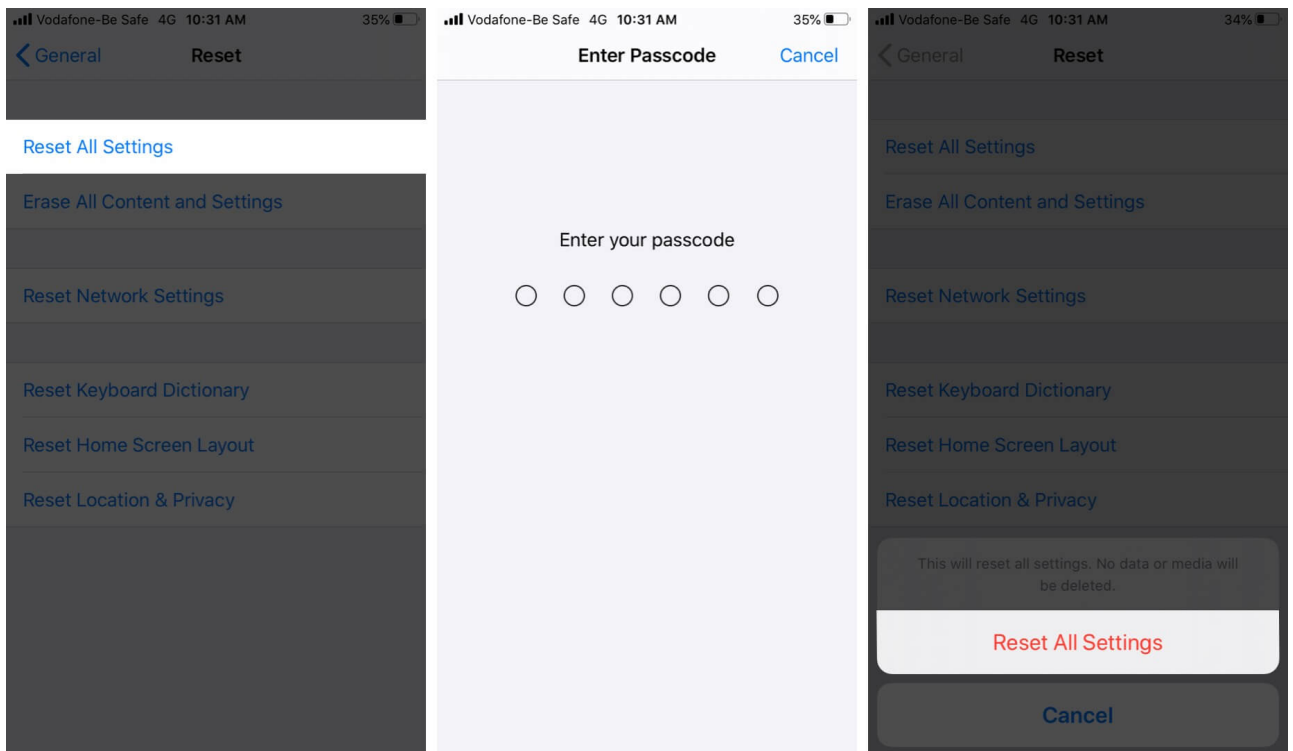 Vodafone-Be Safe 4G 10:31 AM 35%
General Reset
Reset All Settings
Erase All Content and Settings
Reset Network Settings
Reset Keyboard Dictionary
Reset Home Screen Layout
Reset Location & Privacy
Vodafone-Be Safe 4G 10:31 AM 35%
Enter Passcode Cancel
Enter your passcode
Vodafone-Be Safe 4G 10:31 AM 34%
General Reset
Reset All Settings
Erase All Content and Settings
Reset Network Settings
Reset Keyboard Dictionary
Reset Home Screen Layout
Reset Location & Privacy
This will reset all settings. No data or media will
be deleted.
Reset All Settings
Cancel